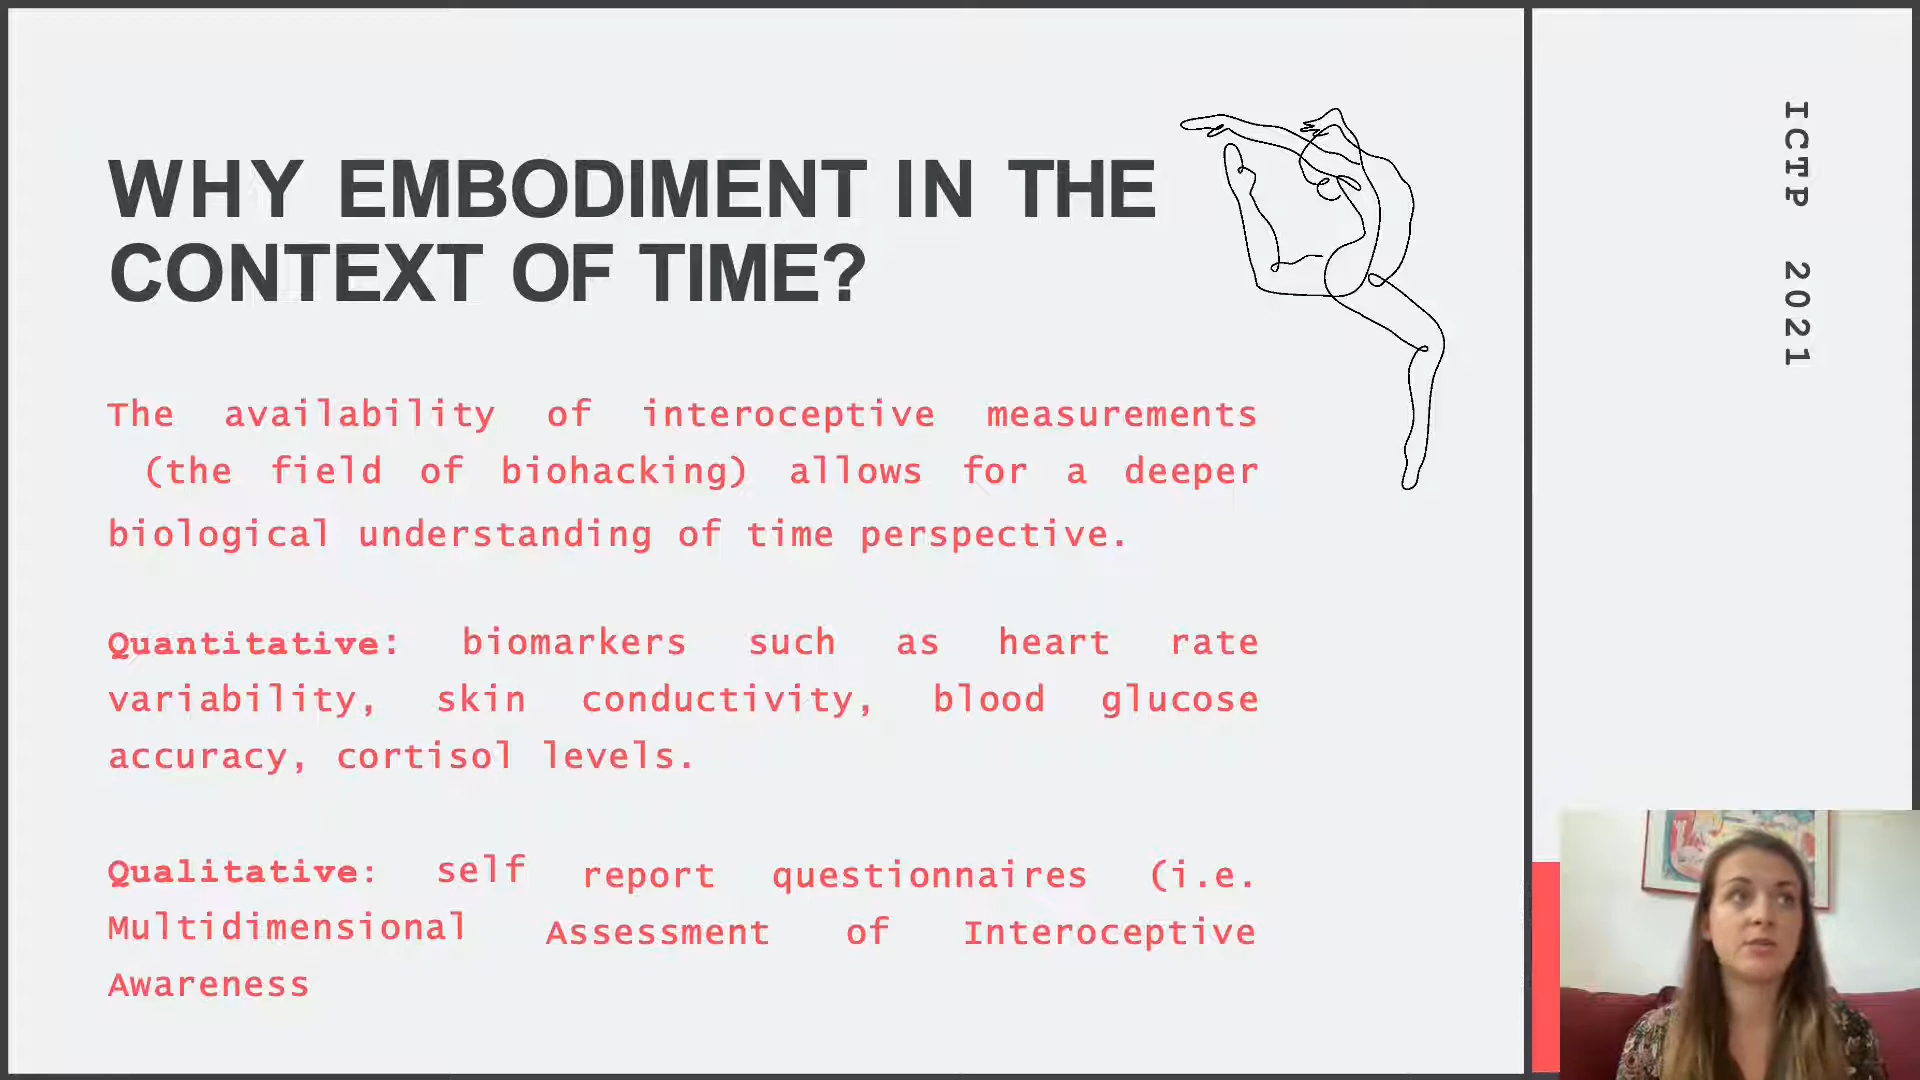 WHY EMBODIMENT IN THE
CONTEXT OF TIME?
The availability of interoceptive measurements
(the field of biohacking) allows for a deeper
biological understanding of time perspective.
Quantitative: biomarkers such as heart rate
variability, skin conductivity, blood glucose
accuracy, cortisol levels.
Qualitative: self report questionnaires (i.e.
Multidimensional Assessment of Interoceptive
Awareness
ICTP 2021